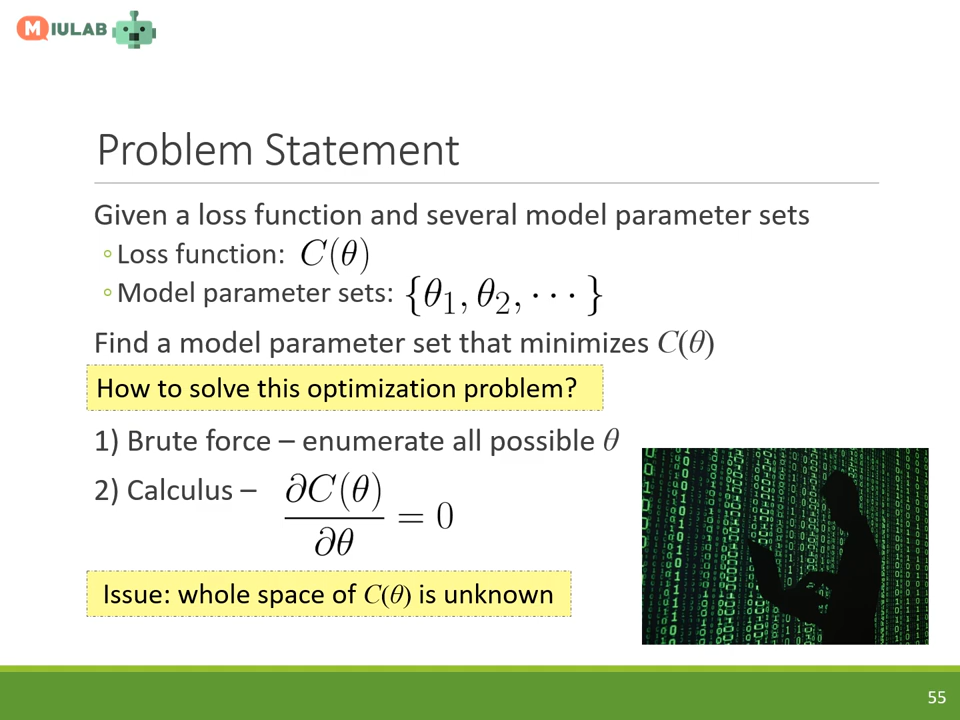 MIULAB
Problem Statement
Given a loss function and several model parameter sets
◦Loss function: C(θ)
◦Model parameter sets: {θ₁, θ₂, ⋯ }
Find a model parameter set that minimizes C(θ)
How to solve this optimization problem?
1) Brute force – enumerate all possible θ
2) Calculus – ∂C(θ)/∂θ = 0
Issue: whole space of C(θ) is unknown
55